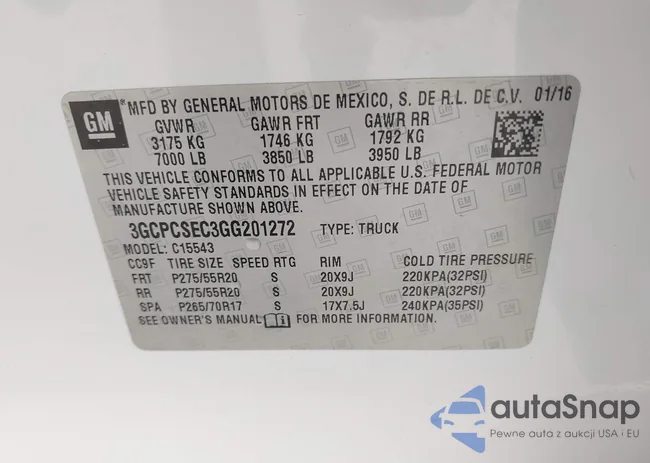 GM
*MFD BY GENERAL MOTORS DE MEXICO, S. DE R.L. DE C.V. 01/16
GVWR GAWR FRT GAWR RR
3175 KG 1746 KG 1792 KG
7000 LB 3850 LB 3950 LB
THIS VEHICLE CONFORMS TO ALL APPLICABLE U.S. FEDERAL MOTOR
VEHICLE SAFETY STANDARDS IN EFFECT ON THE DATE OF
MANUFACTURE SHOWN ABOVE.
3GCPCSEC3GG201272 TYPE: TRUCK
MODEL: C15543
CC9F TIRE SIZE SPEED RTG RIM COLD TIRE PRESSURE
FRT P275/55R20 S 20X9J 220KPA(32PSI)
RR P275/55R20 S 20X9J 220KPA(32PSI)
SPA P265/70R17 S 17X7.5J 240KPA(35PSI)
SEE OWNER'S MANUAL FOR MORE INFORMATION.
autaSnap
Pewne auta z aukcji USA i EU